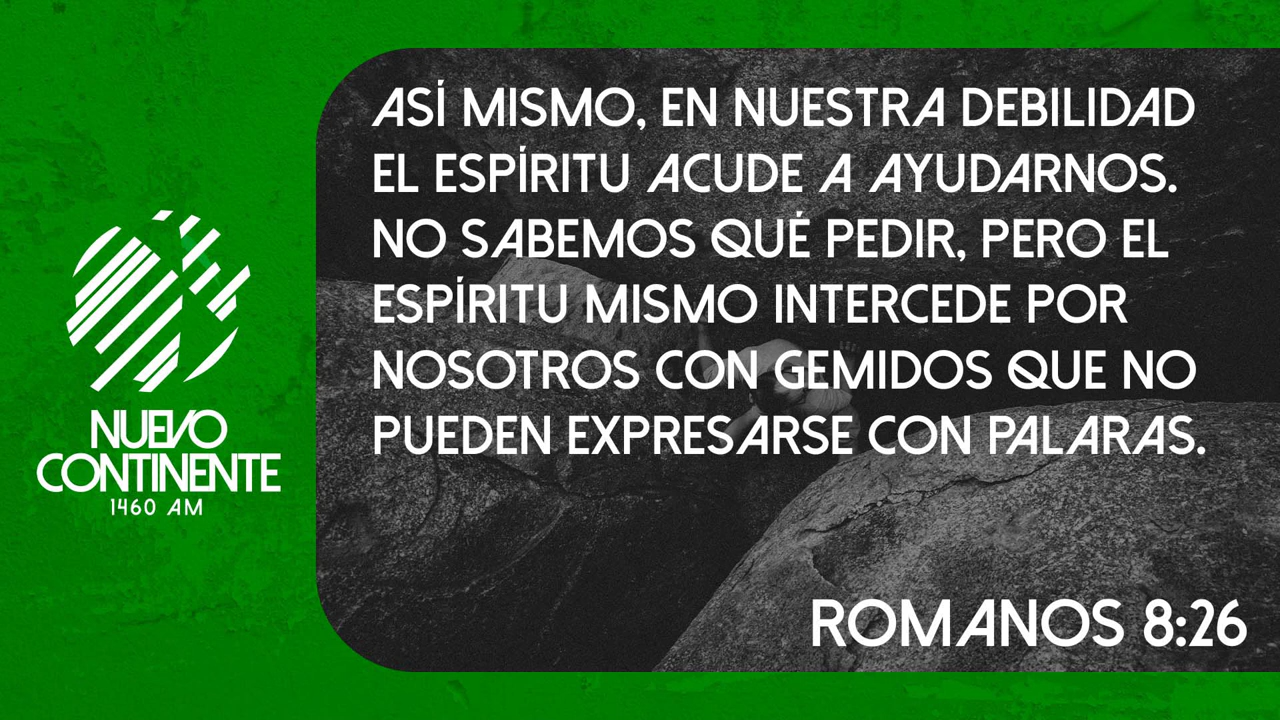 NUEVO
CONTINENTE
1460 AM
ASÍ MISMO, EN NUESTRA DEBILIDAD
EL ESPÍRITU ACUDE A AYUDARNOS.
NO SABEMOS QUÉ PEDIR, PERO EL
ESPÍRITU MISMO INTERCEDE POR
NOSOTROS CON GEMIDOS QUE NO
PUEDEN EXPRESARSE CON PALARAS.
ROMANOS 8:26